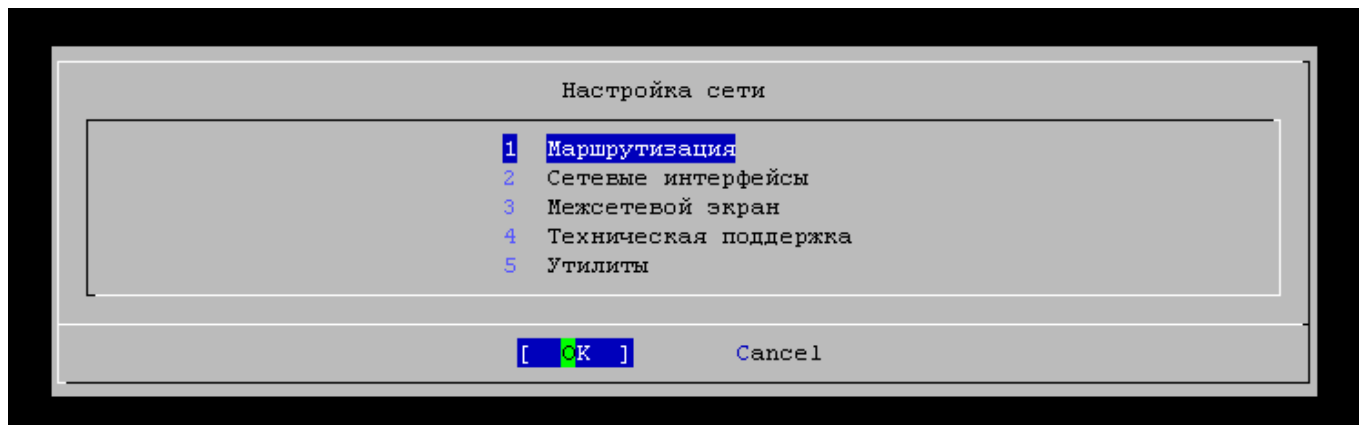 Настройка сети
1 Маршрутизация
2 Сетевые интерфейсы
3 Межсетевой экран
4 Техническая поддержка
5 Утилиты
[ OK ] Cancel